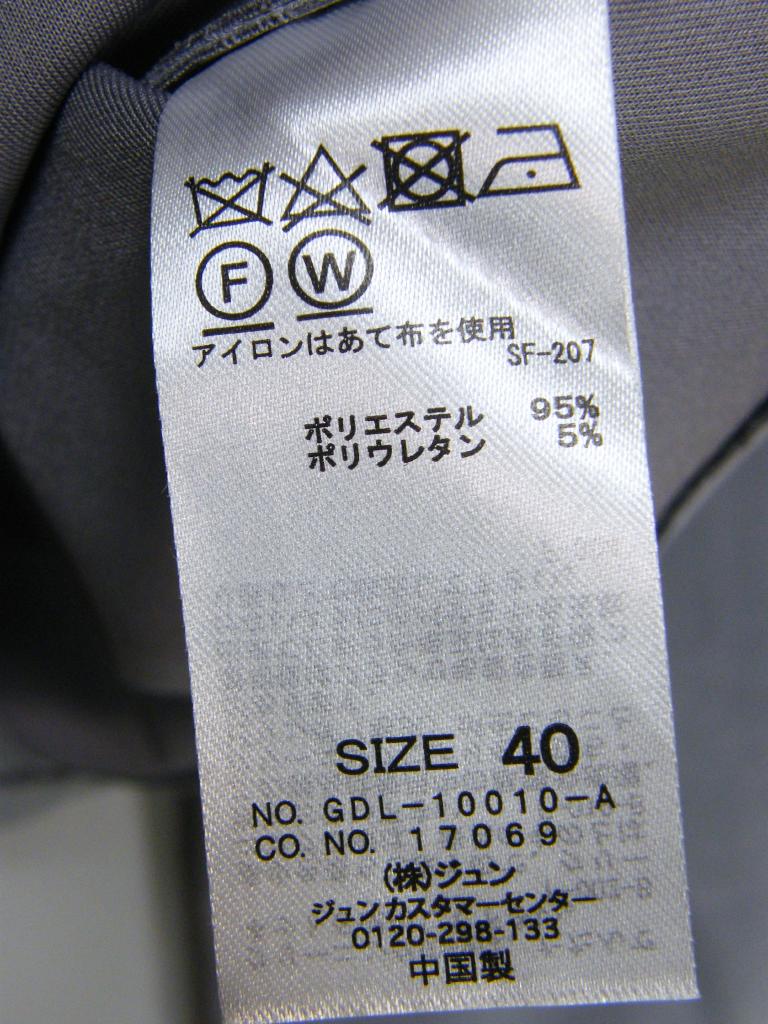 F W
アイロンはあて布を使用
SF-207
ポリエステル 95%
ポリウレタン 5%
SIZE 40
NO. GDL-10010-A
CO. NO. 17069
(株)ジュン
ジュンカスタマーセンター
0120-298-133
中国製